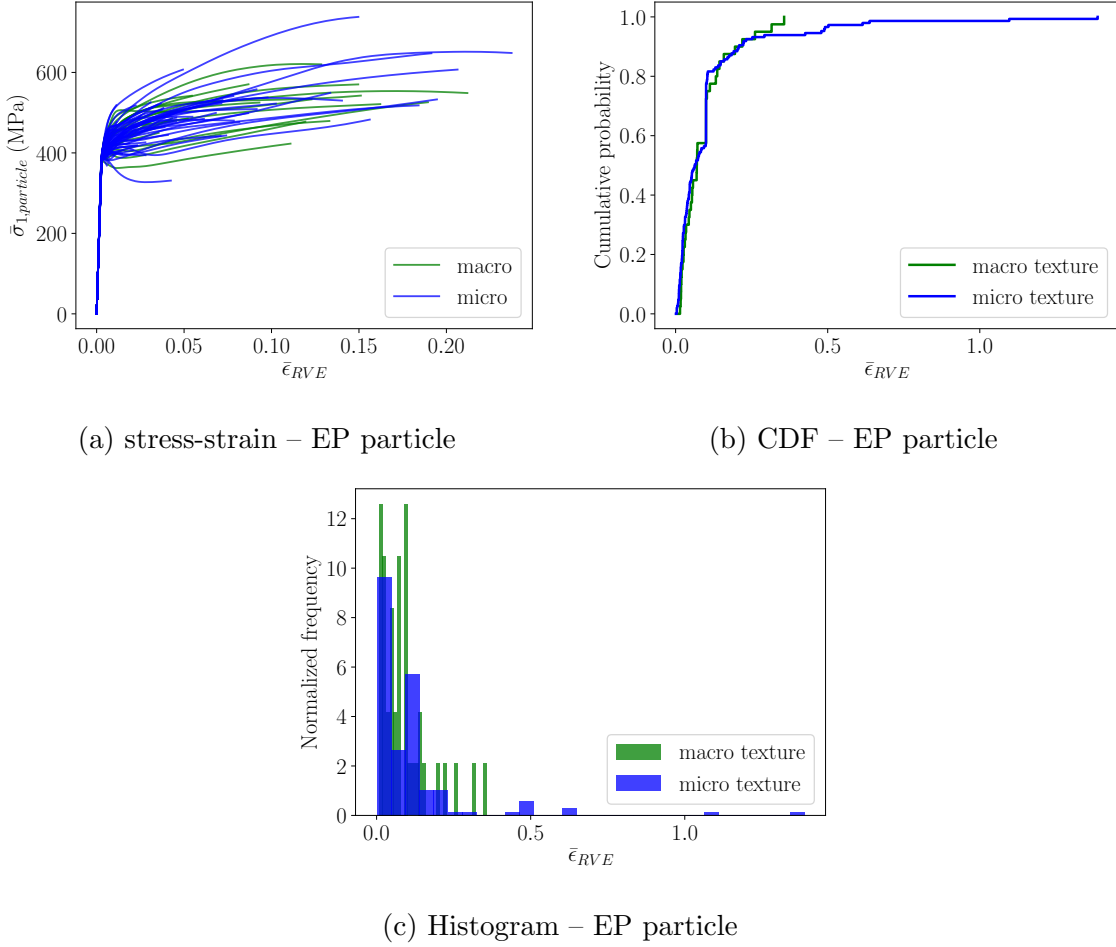 600
400
200
0
σ̄1,particle (MPa)
macro
micro
0.00 0.05 0.10 0.15 0.20
ϵ̄RVE
(a) stress-strain – EP particle
1.0
0.8
0.6
0.4
0.2
0.0
Cumulative probability
macro texture
micro texture
0.0 0.5 1.0
ϵ̄RVE
(b) CDF – EP particle
12
10
8
6
4
2
0
Normalized frequency
macro texture
micro texture
0.0 0.5 1.0
ϵ̄RVE
(c) Histogram – EP particle